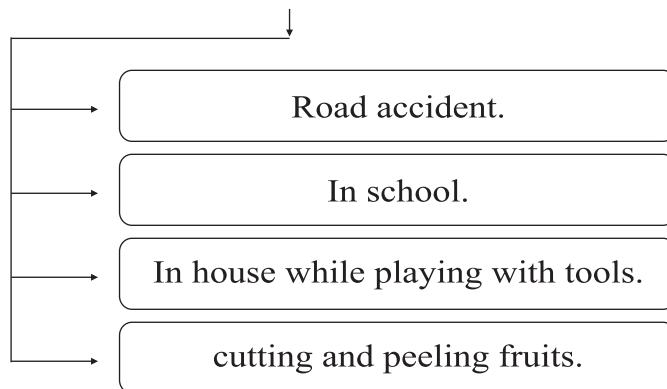 Road accident.
In school.
In house while playing with tools.
cutting and peeling fruits.